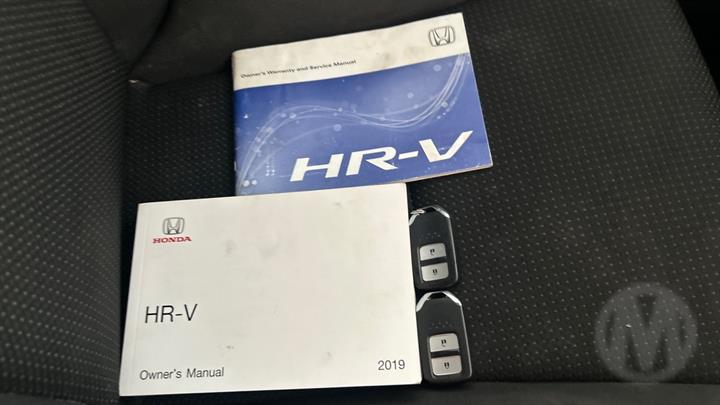 Owner's Warranty and Service Manual
HR-V
HONDA
HR-V
Owner's Manual 2019
M